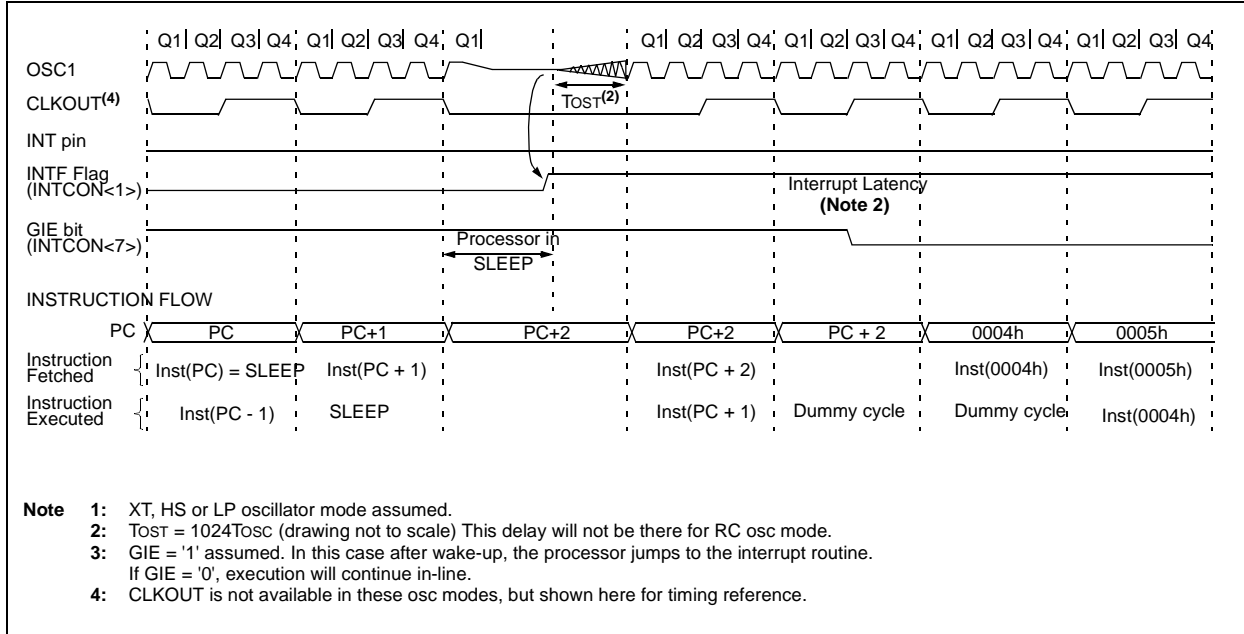 Q1| Q2| Q3| Q4 Q1| Q2| Q3| Q4 Q1| Q1| Q2| Q3| Q4 Q1| Q2| Q3| Q4 Q1| Q2| Q3| Q4 Q1| Q2| Q3| Q4
OSC1
CLKOUT(4)
TOST(2)
INT pin
INTF Flag
(INTCON<1>)
Interrupt Latency
(Note 2)
GIE bit
(INTCON<7>)
Processor in
SLEEP
INSTRUCTION FLOW
PC PC PC+1 PC+2 PC+2 PC + 2 0004h 0005h
Instruction
Fetched
Inst(PC) = SLEEP Inst(PC + 1) Inst(PC + 2) Inst(0004h) Inst(0005h)
Instruction
Executed
Inst(PC - 1) SLEEP Inst(PC + 1) Dummy cycle Dummy cycle Inst(0004h)
Note 1: XT, HS or LP oscillator mode assumed.
2: TOST = 1024TOSC (drawing not to scale) This delay will not be there for RC osc mode.
3: GIE = '1' assumed. In this case after wake-up, the processor jumps to the interrupt routine.
If GIE = '0', execution will continue in-line.
4: CLKOUT is not available in these osc modes, but shown here for timing reference.